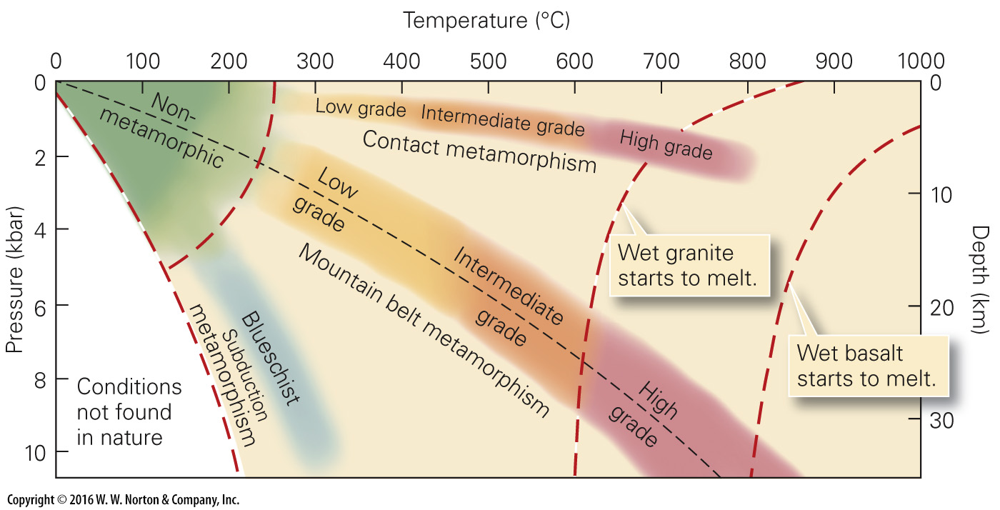 Temperature (°C)
0 100 200 300 400 500 600 700 800 900 1000
0
2
4
6
8
10
Pressure (kbar)
0
10
20
30
Depth (km)
Non-
metamorphic
Low grade
Intermediate grade
High grade
Contact metamorphism
Low
grade
Intermediate
grade
High
grade
Mountain belt metamorphism
Blueschist
Subduction
metamorphism
Wet granite
starts to melt.
Wet basalt
starts to melt.
Conditions
not found
in nature
Copyright © 2016 W. W. Norton & Company, Inc.